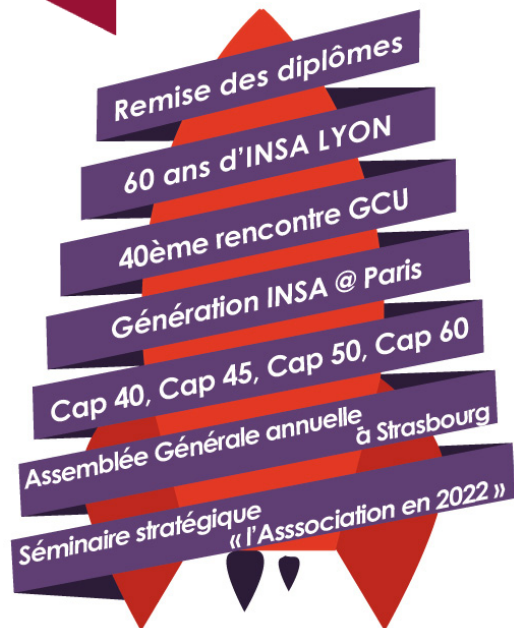 Remise des diplômes
60 ans d'INSA LYON
40ème rencontre GCU
Génération INSA @ Paris
Cap 40, Cap 45, Cap 50, Cap 60
Assemblée Générale annuelle
à Strasbourg
Séminaire stratégique
« l'Asssociation en 2022 »